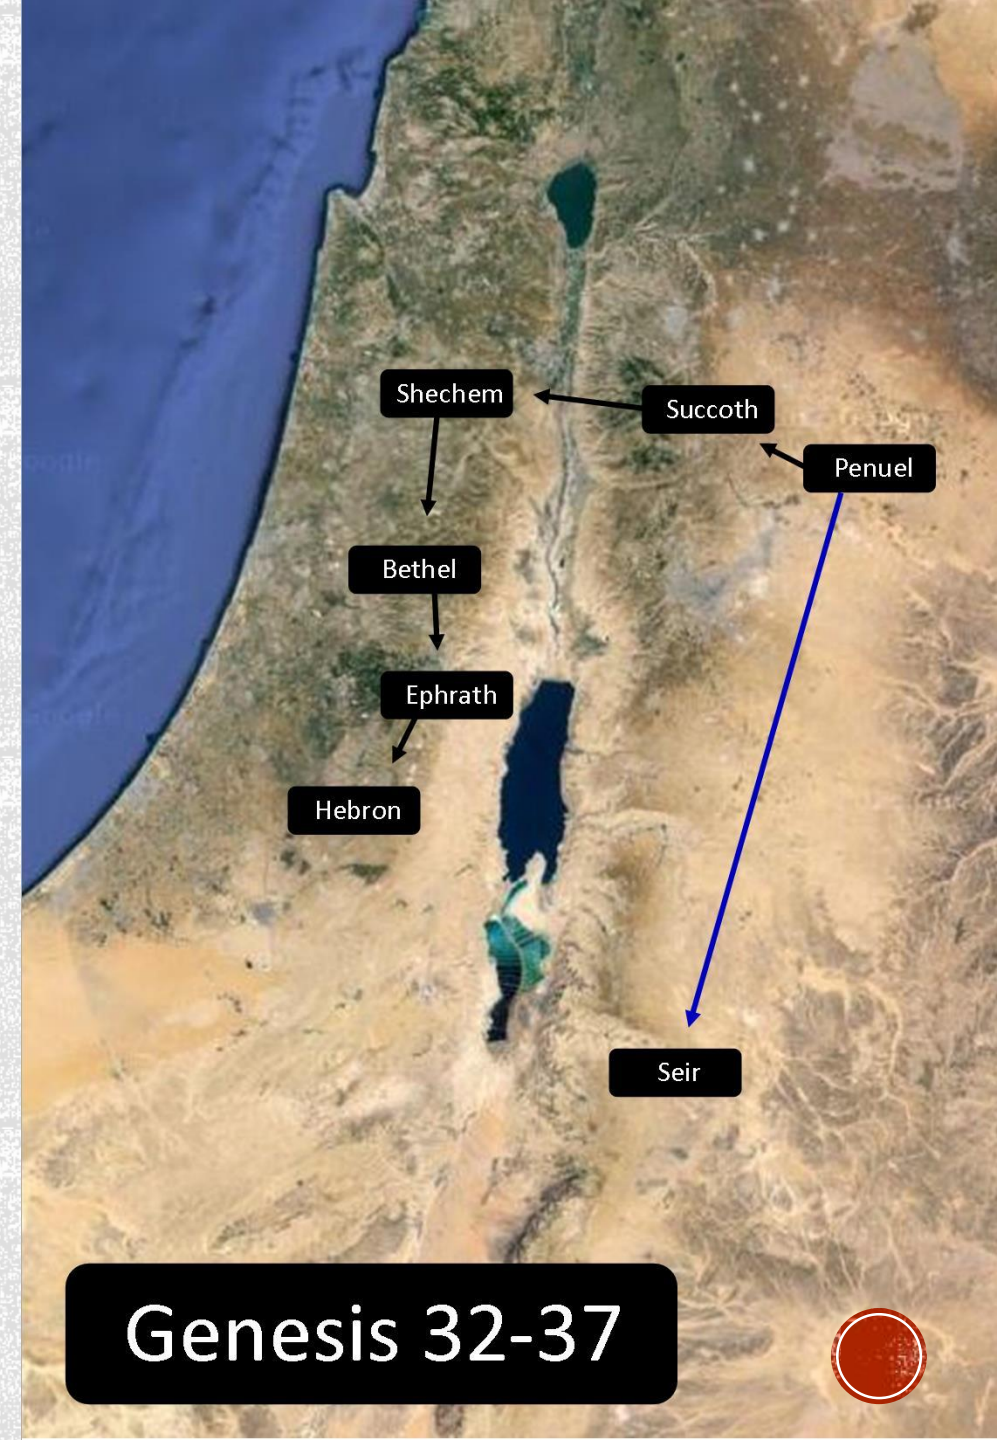 Shechem
Succoth
Penuel
Bethel
Ephrath
Hebron
Seir
Genesis 32-37